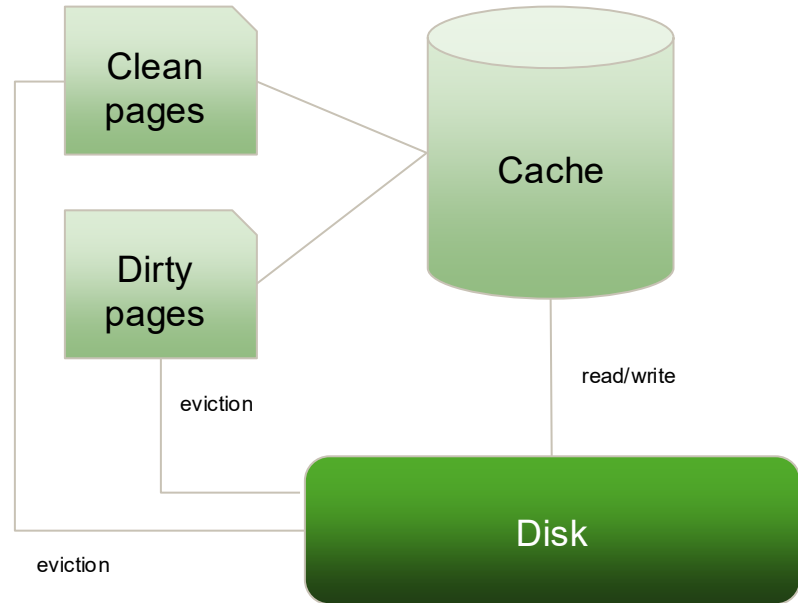 Clean
pages
Cache
Dirty
pages
read/write
eviction
Disk
eviction